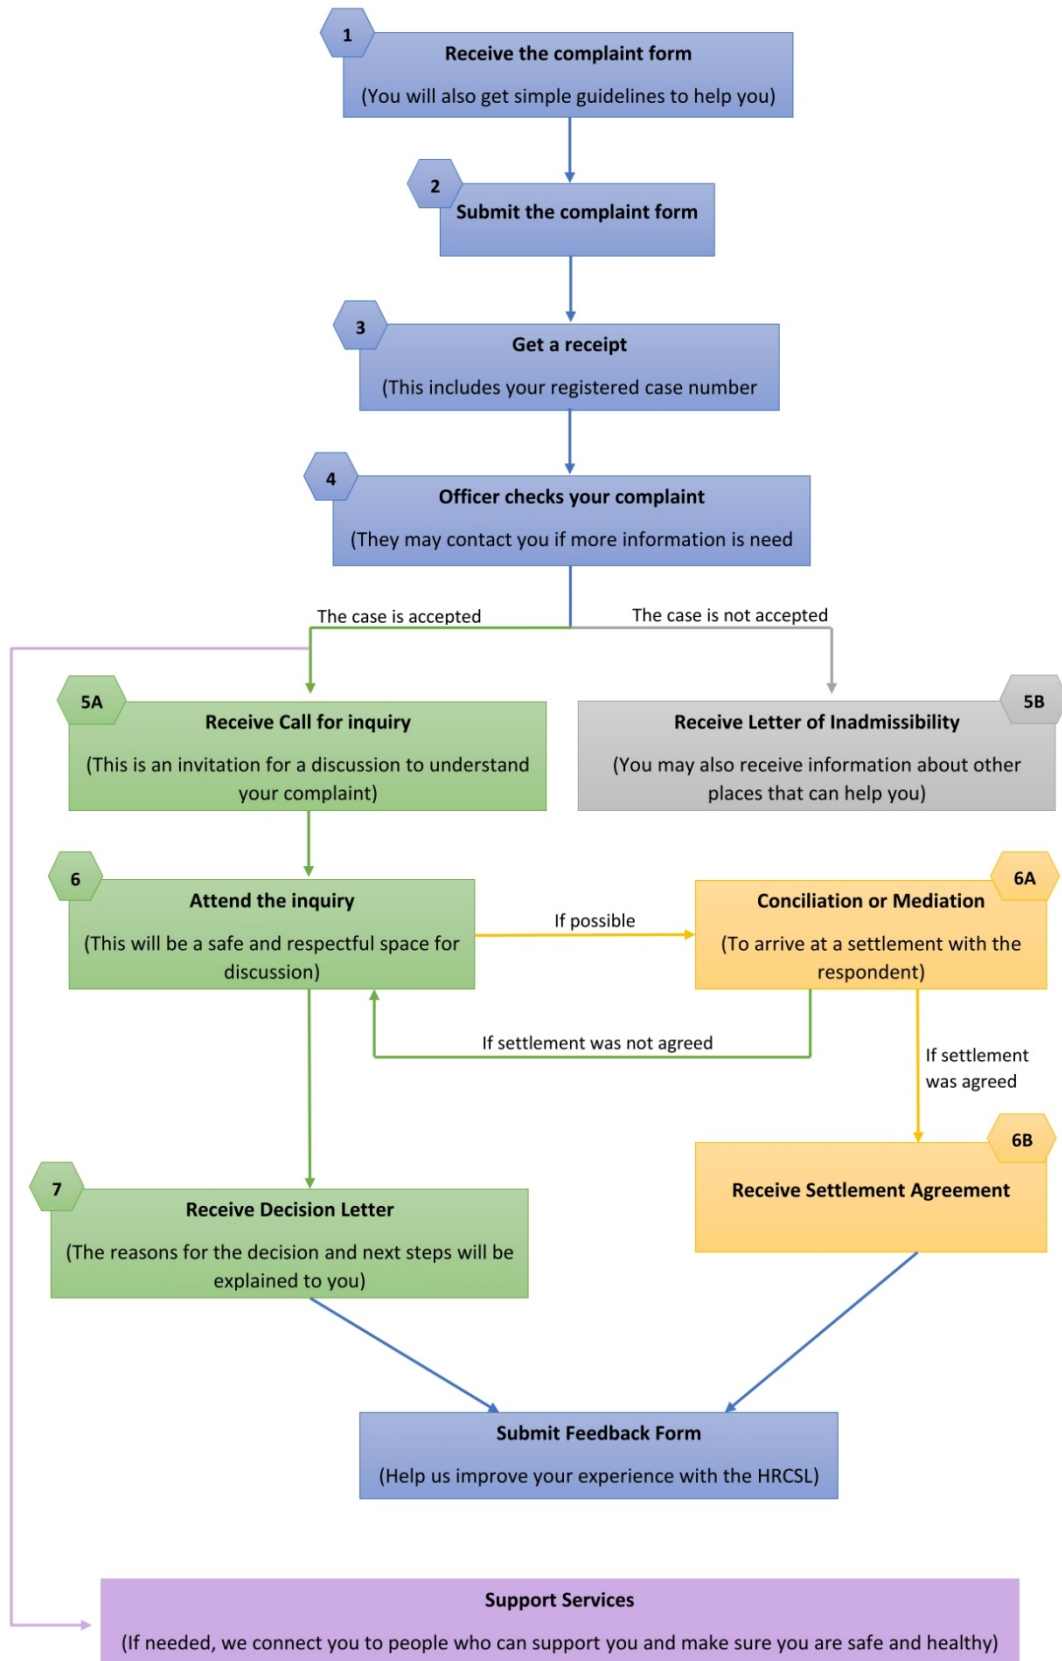 1
Receive the complaint form
(You will also get simple guidelines to help you)
2
Submit the complaint form
3
Get a receipt
(This includes your registered case number
4
Officer checks your complaint
(They may contact you if more information is need
The case is accepted
The case is not accepted
5A
Receive Call for inquiry
(This is an invitation for a discussion to understand
your complaint)
5B
Receive Letter of Inadmissibility
(You may also receive information about other
places that can help you)
6
Attend the inquiry
(This will be a safe and respectful space for
discussion)
If possible
6A
Conciliation or Mediation
(To arrive at a settlement with the
respondent)
If settlement was not agreed
If settlement
was agreed
6B
Receive Settlement Agreement
7
Receive Decision Letter
(The reasons for the decision and next steps will be
explained to you)
Submit Feedback Form
(Help us improve your experience with the HRCSL)
Support Services
(If needed, we connect you to people who can support you and make sure you are safe and healthy)